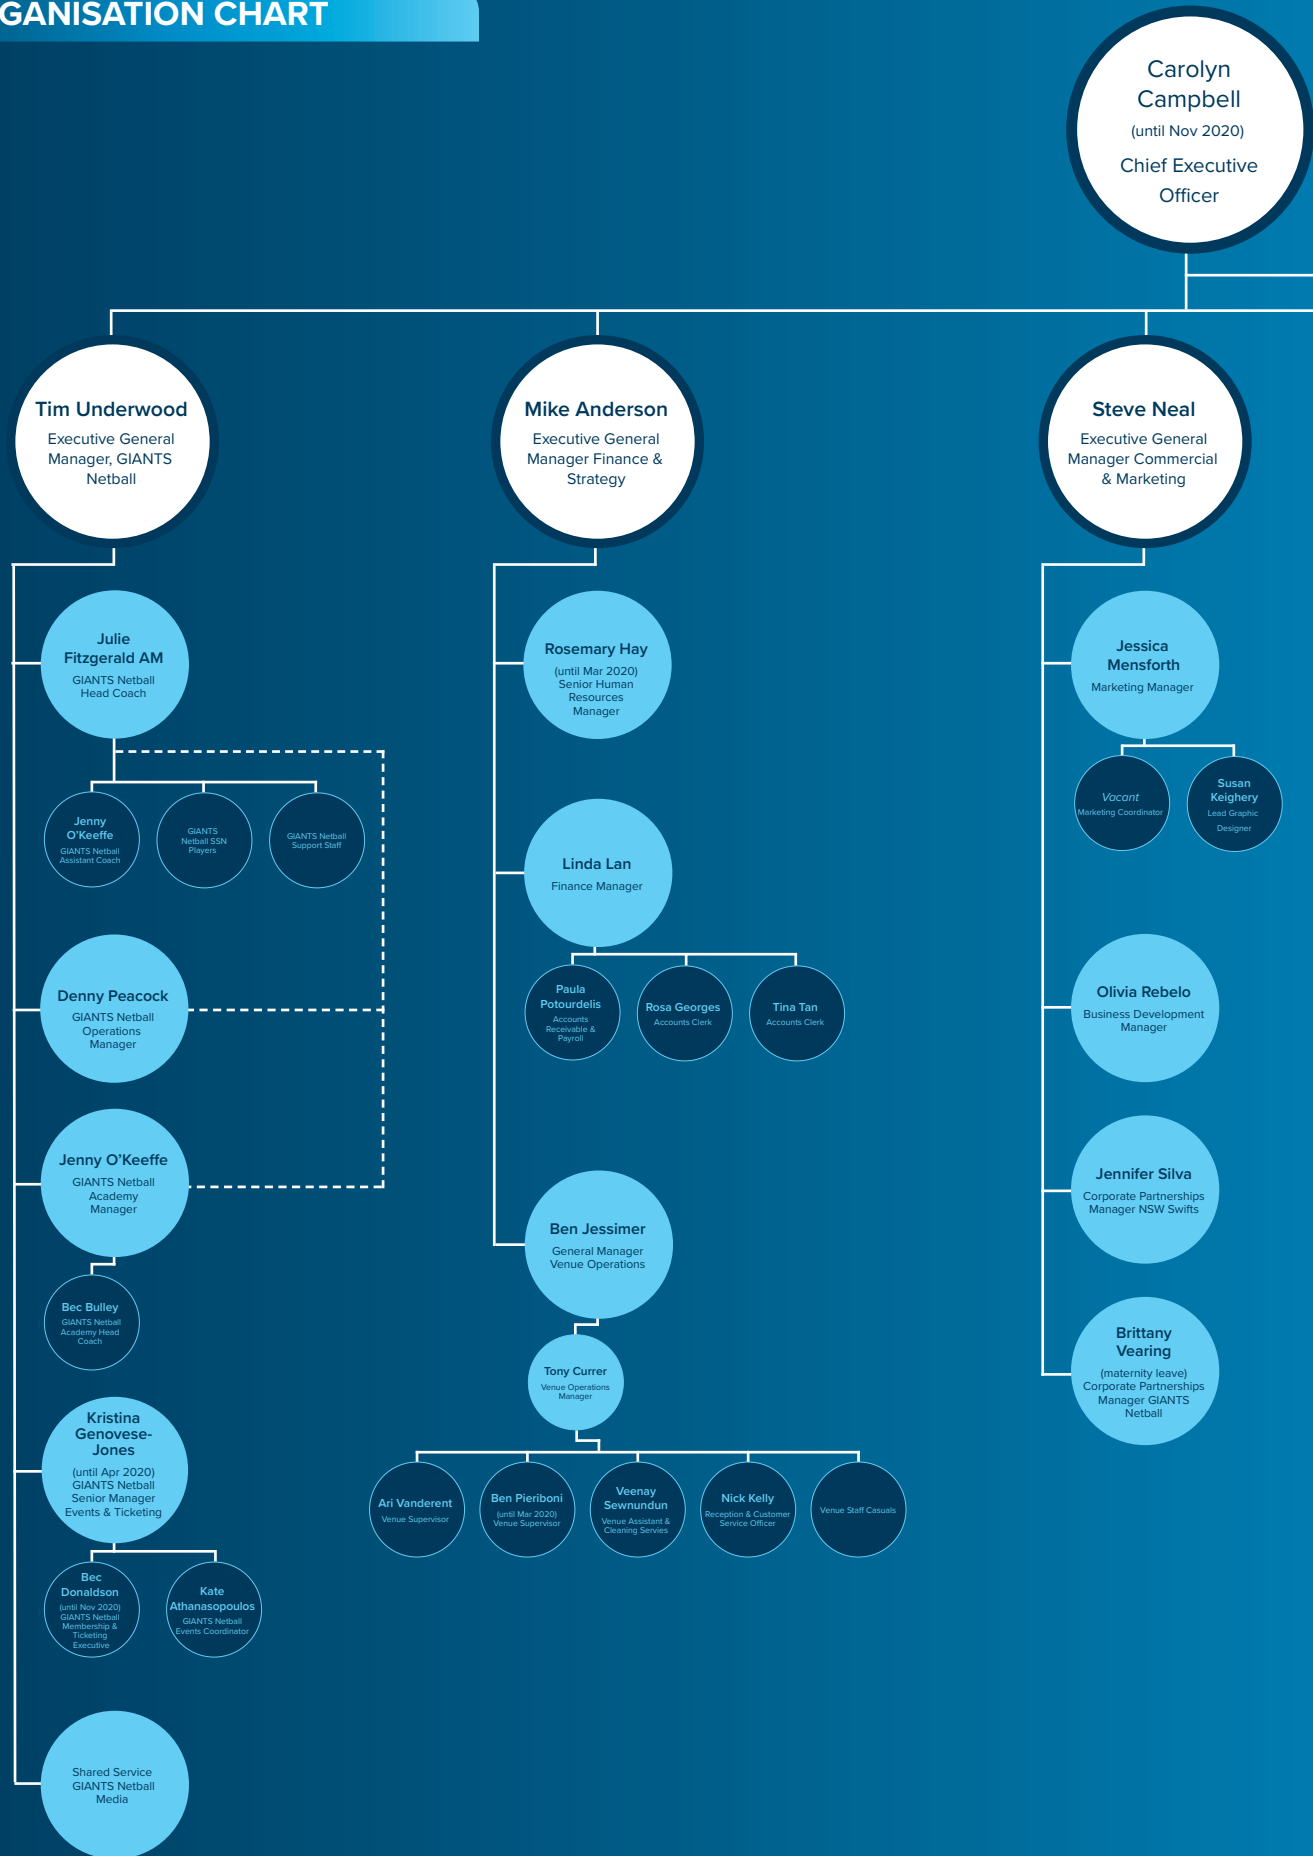 GANISATION CHART
Carolyn
Campbell
(until Nov 2020)
Chief Executive
Officer
Tim Underwood
Executive General
Manager, GIANTS
Netball
Mike Anderson
Executive General
Manager Finance &
Strategy
Steve Neal
Executive General
Manager Commercial
& Marketing
Julie
Fitzgerald AM
GIANTS Netball
Head Coach
Jenny
O'Keeffe
GIANTS Netball
Assistant Coach
GIANTS
Netball SSN
Players
GIANTS Netball
Support Staff
Denny Peacock
GIANTS Netball
Operations
Manager
Jenny O'Keeffe
GIANTS Netball
Academy
Manager
Bec Bulley
GIANTS Netball
Academy Head
Coach
Kristina
Genovese-
Jones
(until Apr 2020)
GIANTS Netball
Senior Manager
Events & Ticketing
Bec
Donaldson
(until Nov 2020)
GIANTS Netball
Membership &
Ticketing
Executive
Kate
Athanasopoulos
GIANTS Netball
Events Coordinator
Shared Service
GIANTS Netball
Media
Rosemary Hay
(until Mar 2020)
Senior Human
Resources
Manager
Linda Lan
Finance Manager
Paula
Potourdelis
Accounts
Receivable &
Payroll
Rosa Georges
Accounts Clerk
Tina Tan
Accounts Clerk
Ben Jessimer
General Manager
Venue Operations
Tony Currer
Venue Operations
Manager
Ari Vanderent
Venue Supervisor
Ben Pieriboni
(until Mar 2020)
Venue Supervisor
Veenay
Sewnundun
Venue Assistant &
Cleaning Servies
Nick Kelly
Reception & Customer
Service Officer
Venue Staff Casuals
Jessica
Mensforth
Marketing Manager
Vacant
Marketing Coordinator
Susan
Keighery
Lead Graphic
Designer
Olivia Rebelo
Business Development
Manager
Jennifer Silva
Corporate Partnerships
Manager NSW Swifts
Brittany
Vearing
(maternity leave)
Corporate Partnerships
Manager GIANTS
Netball